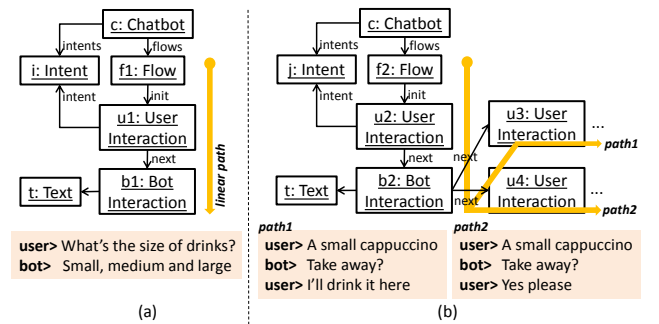 c: Chatbot
intents
flows
i: Intent
f1: Flow
intent
init
u1: User
Interaction
next
t: Text
b1: Bot
Interaction
linear path
user> What's the size of drinks?
bot> Small, medium and large
(a)
c: Chatbot
intents
flows
j: Intent
f2: Flow
intent
init
u2: User
Interaction
next
t: Text
b2: Bot
Interaction
next
next
u3: User
Interaction
...
path1
u4: User
Interaction
...
path2
path1
user> A small cappuccino
bot> Take away?
user> I'll drink it here
path2
user> A small cappuccino
bot> Take away?
user> Yes please
(b)